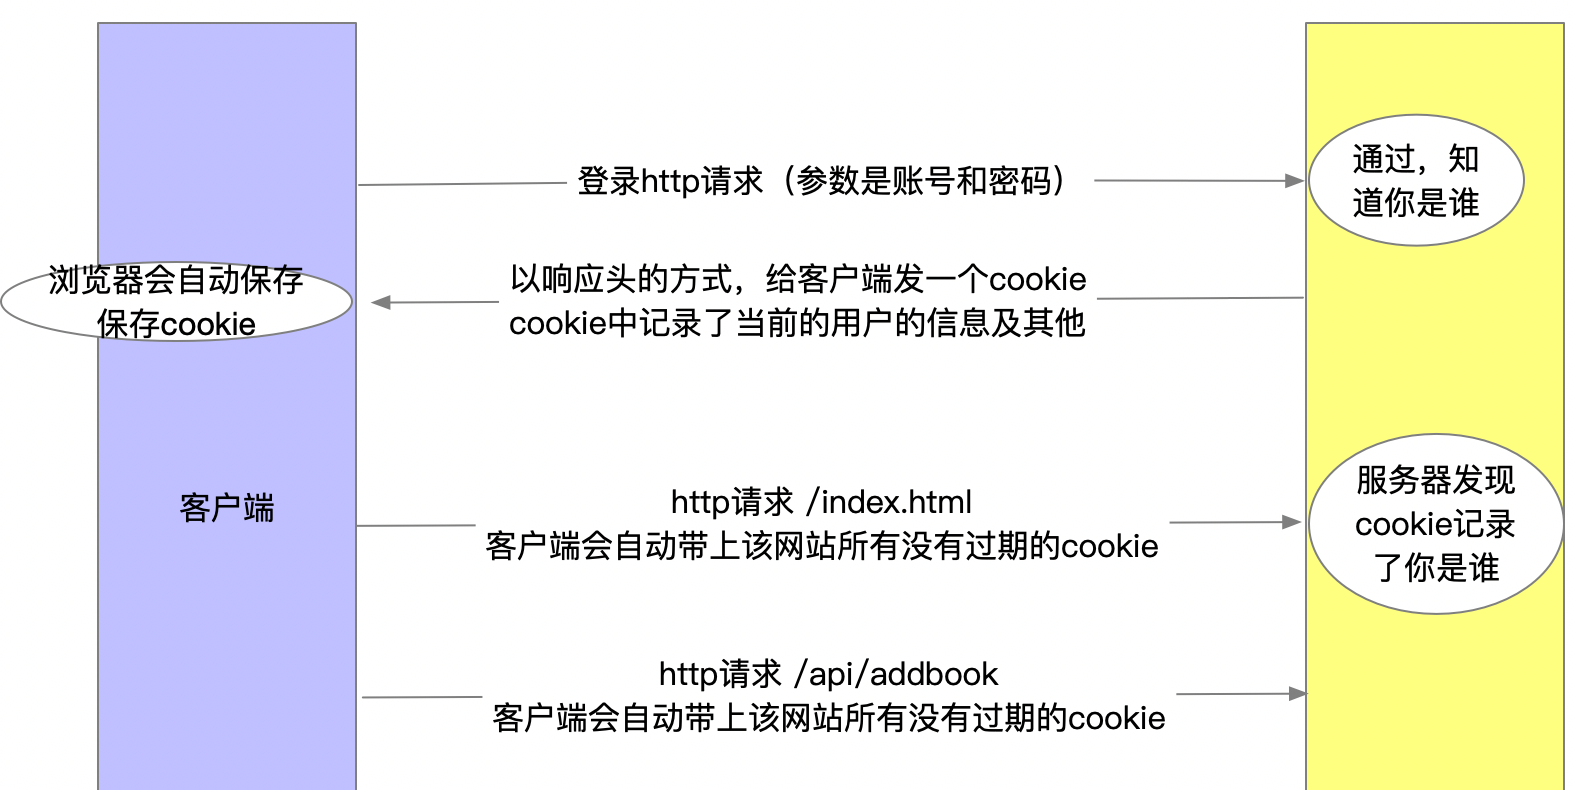 登录http请求（参数是账号和密码）
通过，知
道你是谁
浏览器会自动保存
保存cookie
以响应头的方式，给客户端发一个cookie
cookie中记录了当前的用户的信息及其他
客户端
http请求 /index.html
客户端会自动带上该网站所有没有过期的cookie
服务器发现
cookie记录
了你是谁
http请求 /api/addbook
客户端会自动带上该网站所有没有过期的cookie